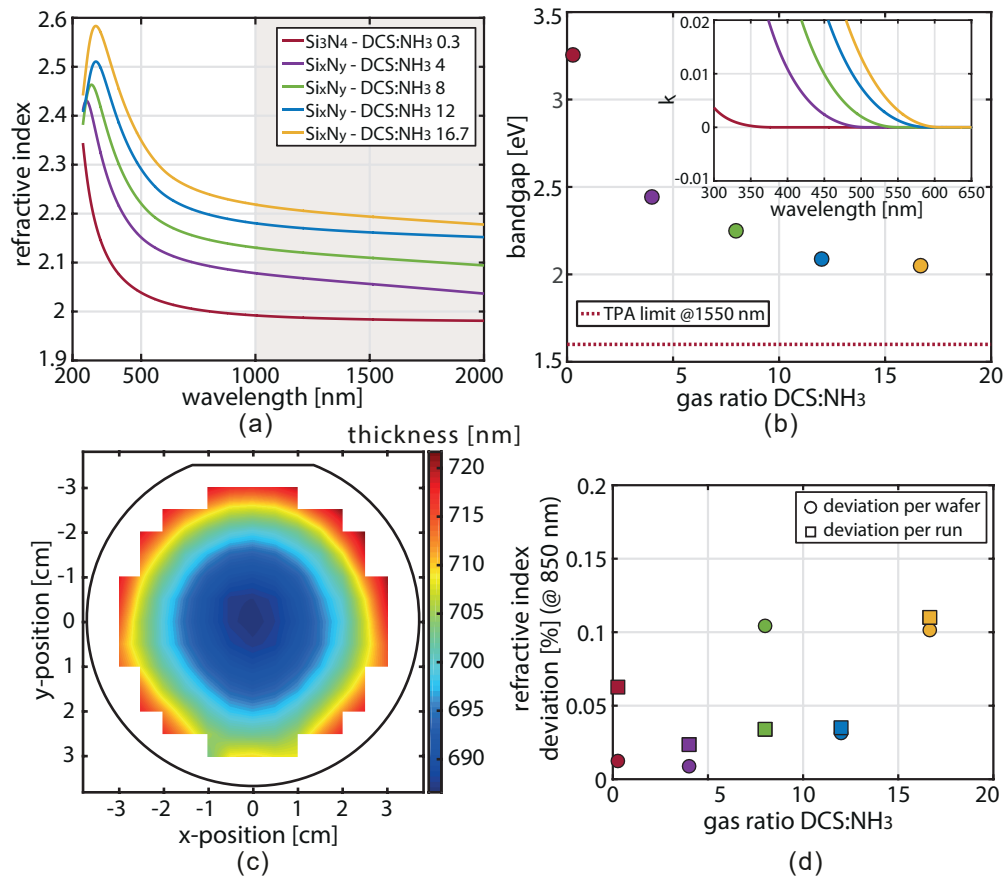 2.6
2.5
2.4
2.3
2.2
2.1
2
1.9
refractive index
Si3N4 - DCS:NH3 0.3
SixNy - DCS:NH3 4
SixNy - DCS:NH3 8
SixNy - DCS:NH3 12
SixNy - DCS:NH3 16.7
200 500 1000 1500 2000
wavelength [nm]
(a)
3.5
3
2.5
2
1.5
bandgap [eV]
0.02
0.01
0
-0.01
k
300 350 400 450 500 550 600 650
wavelength [nm]
TPA limit @1550 nm
0 5 10 15 20
gas ratio DCS:NH3
(b)
thickness [nm]
-3
-2
-1
0
1
2
3
y-position [cm]
720
715
710
705
700
695
690
-3 -2 -1 0 1 2 3
x-position [cm]
(c)
0.2
0.15
0.1
0.05
0
refractive index
deviation [%] (@ 850 nm)
deviation per wafer
deviation per run
0 5 10 15 20
gas ratio DCS:NH3
(d)